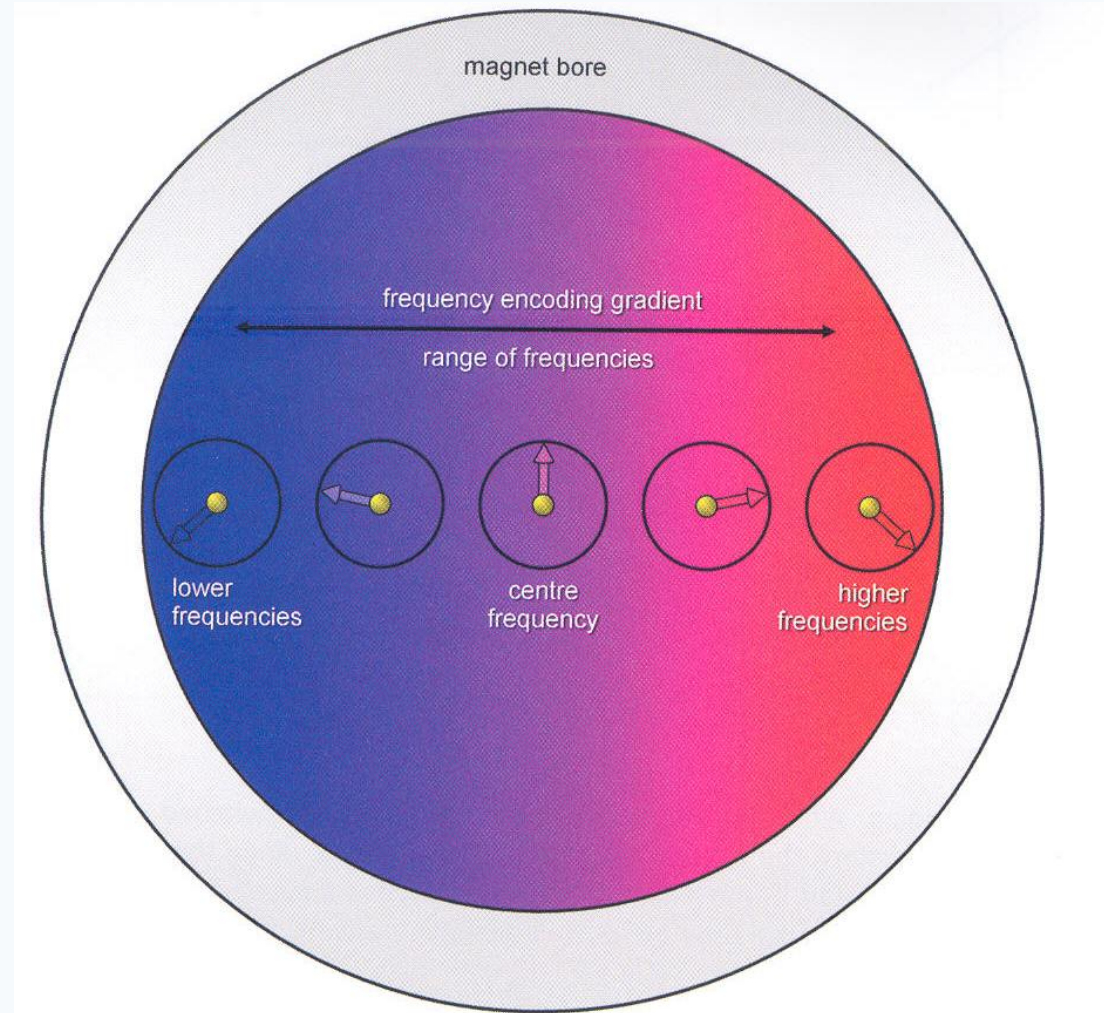 magnet bore
frequency encoding gradient
range of frequencies
lower
frequencies
centre
frequency
higher
frequencies